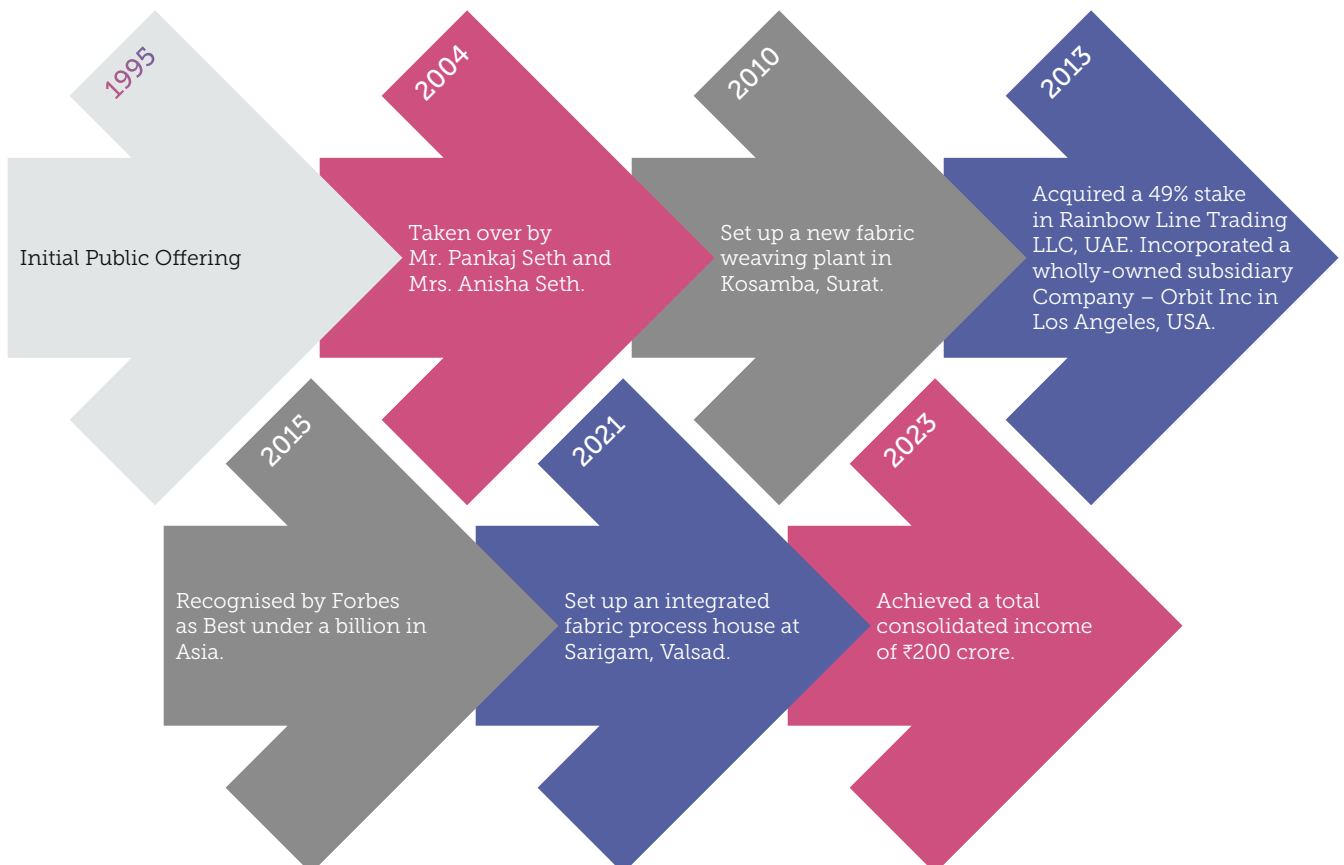 1995
Initial Public Offering
2004
Taken over by
Mr. Pankaj Seth and
Mrs. Anisha Seth.
2010
Set up a new fabric
weaving plant in
Kosamba, Surat.
2013
Acquired a 49% stake
in Rainbow Line Trading
LLC, UAE. Incorporated a
wholly-owned subsidiary
Company – Orbit Inc in
Los Angeles, USA.
2015
Recognised by Forbes
as Best under a billion in
Asia.
2021
Set up an integrated
fabric process house at
Sarigam, Valsad.
2023
Achieved a total
consolidated income
of ₹200 crore.